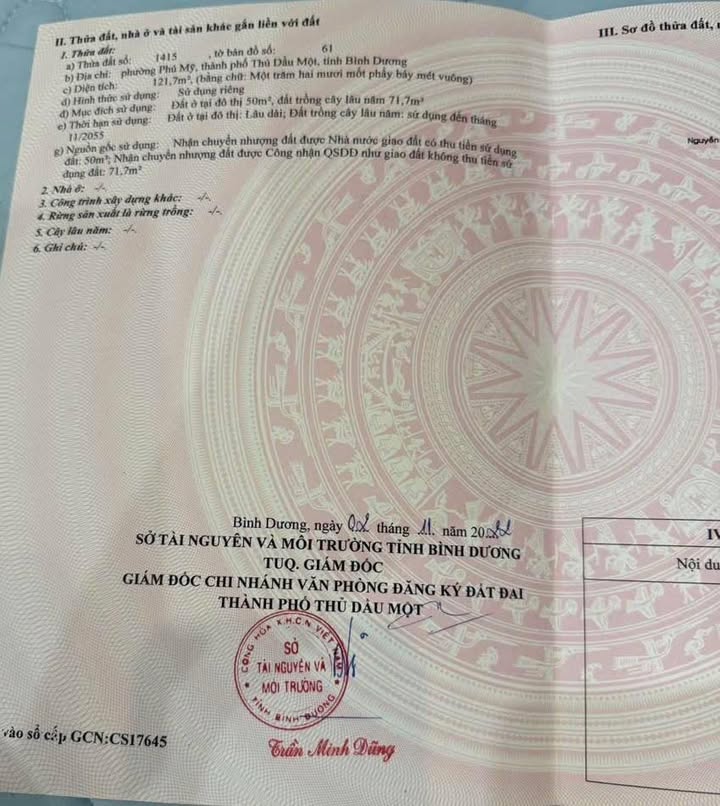 II. Thửa đất, nhà ở và tài sản khác gắn liền với đất
1. Thửa đất:
a) Thửa đất số: 1415 , tờ bản đồ số: 61
b) Địa chỉ: phường Phú Mỹ, thành phố Thủ Dầu Một, tỉnh Bình Dương
c) Diện tích: 121,7m², (bằng chữ: Một trăm hai mươi mốt phẩy bảy mét vuông)
d) Hình thức sử dụng: Sử dụng riêng
đ) Mục đích sử dụng: Đất ở tại đô thị 50m², đất trồng cây lâu năm 71,7m²
e) Thời hạn sử dụng: Đất ở tại đô thị: Lâu dài; Đất trồng cây lâu năm: sử dụng đến tháng
11/2055
g) Nguồn gốc sử dụng: Nhận chuyển nhượng đất được Nhà nước giao đất có thu tiền sử dụng
đất: 50m²; Nhận chuyển nhượng đất được Công nhận QSDĐ như giao đất không thu tiền sử
dụng đất: 71,7m²
2. Nhà ở: -/-
3. Công trình xây dựng khác: -/-
4. Rừng sản xuất là rừng trồng: -/-
5. Cây lâu năm: -/-
6. Ghi chú: -/-
III. Sơ đồ thửa đất,
Nguyễn
Bình Dương, ngày 02 tháng 11 năm 2022
SỞ TÀI NGUYÊN VÀ MÔI TRƯỜNG TỈNH BÌNH DƯƠNG
TUQ. GIÁM ĐỐC
GIÁM ĐỐC CHI NHÁNH VĂN PHÒNG ĐĂNG KÝ ĐẤT ĐAI
THÀNH PHỐ THỦ DẦU MỘT
CỘNG HÒA X.H.C.N VIỆT NAM
SỞ
TÀI NGUYÊN VÀ
MÔI TRƯỜNG
TỈNH BÌNH DƯƠNG
Trần Minh Dũng
vào sổ cấp GCN:CS17645
IV
Nội du